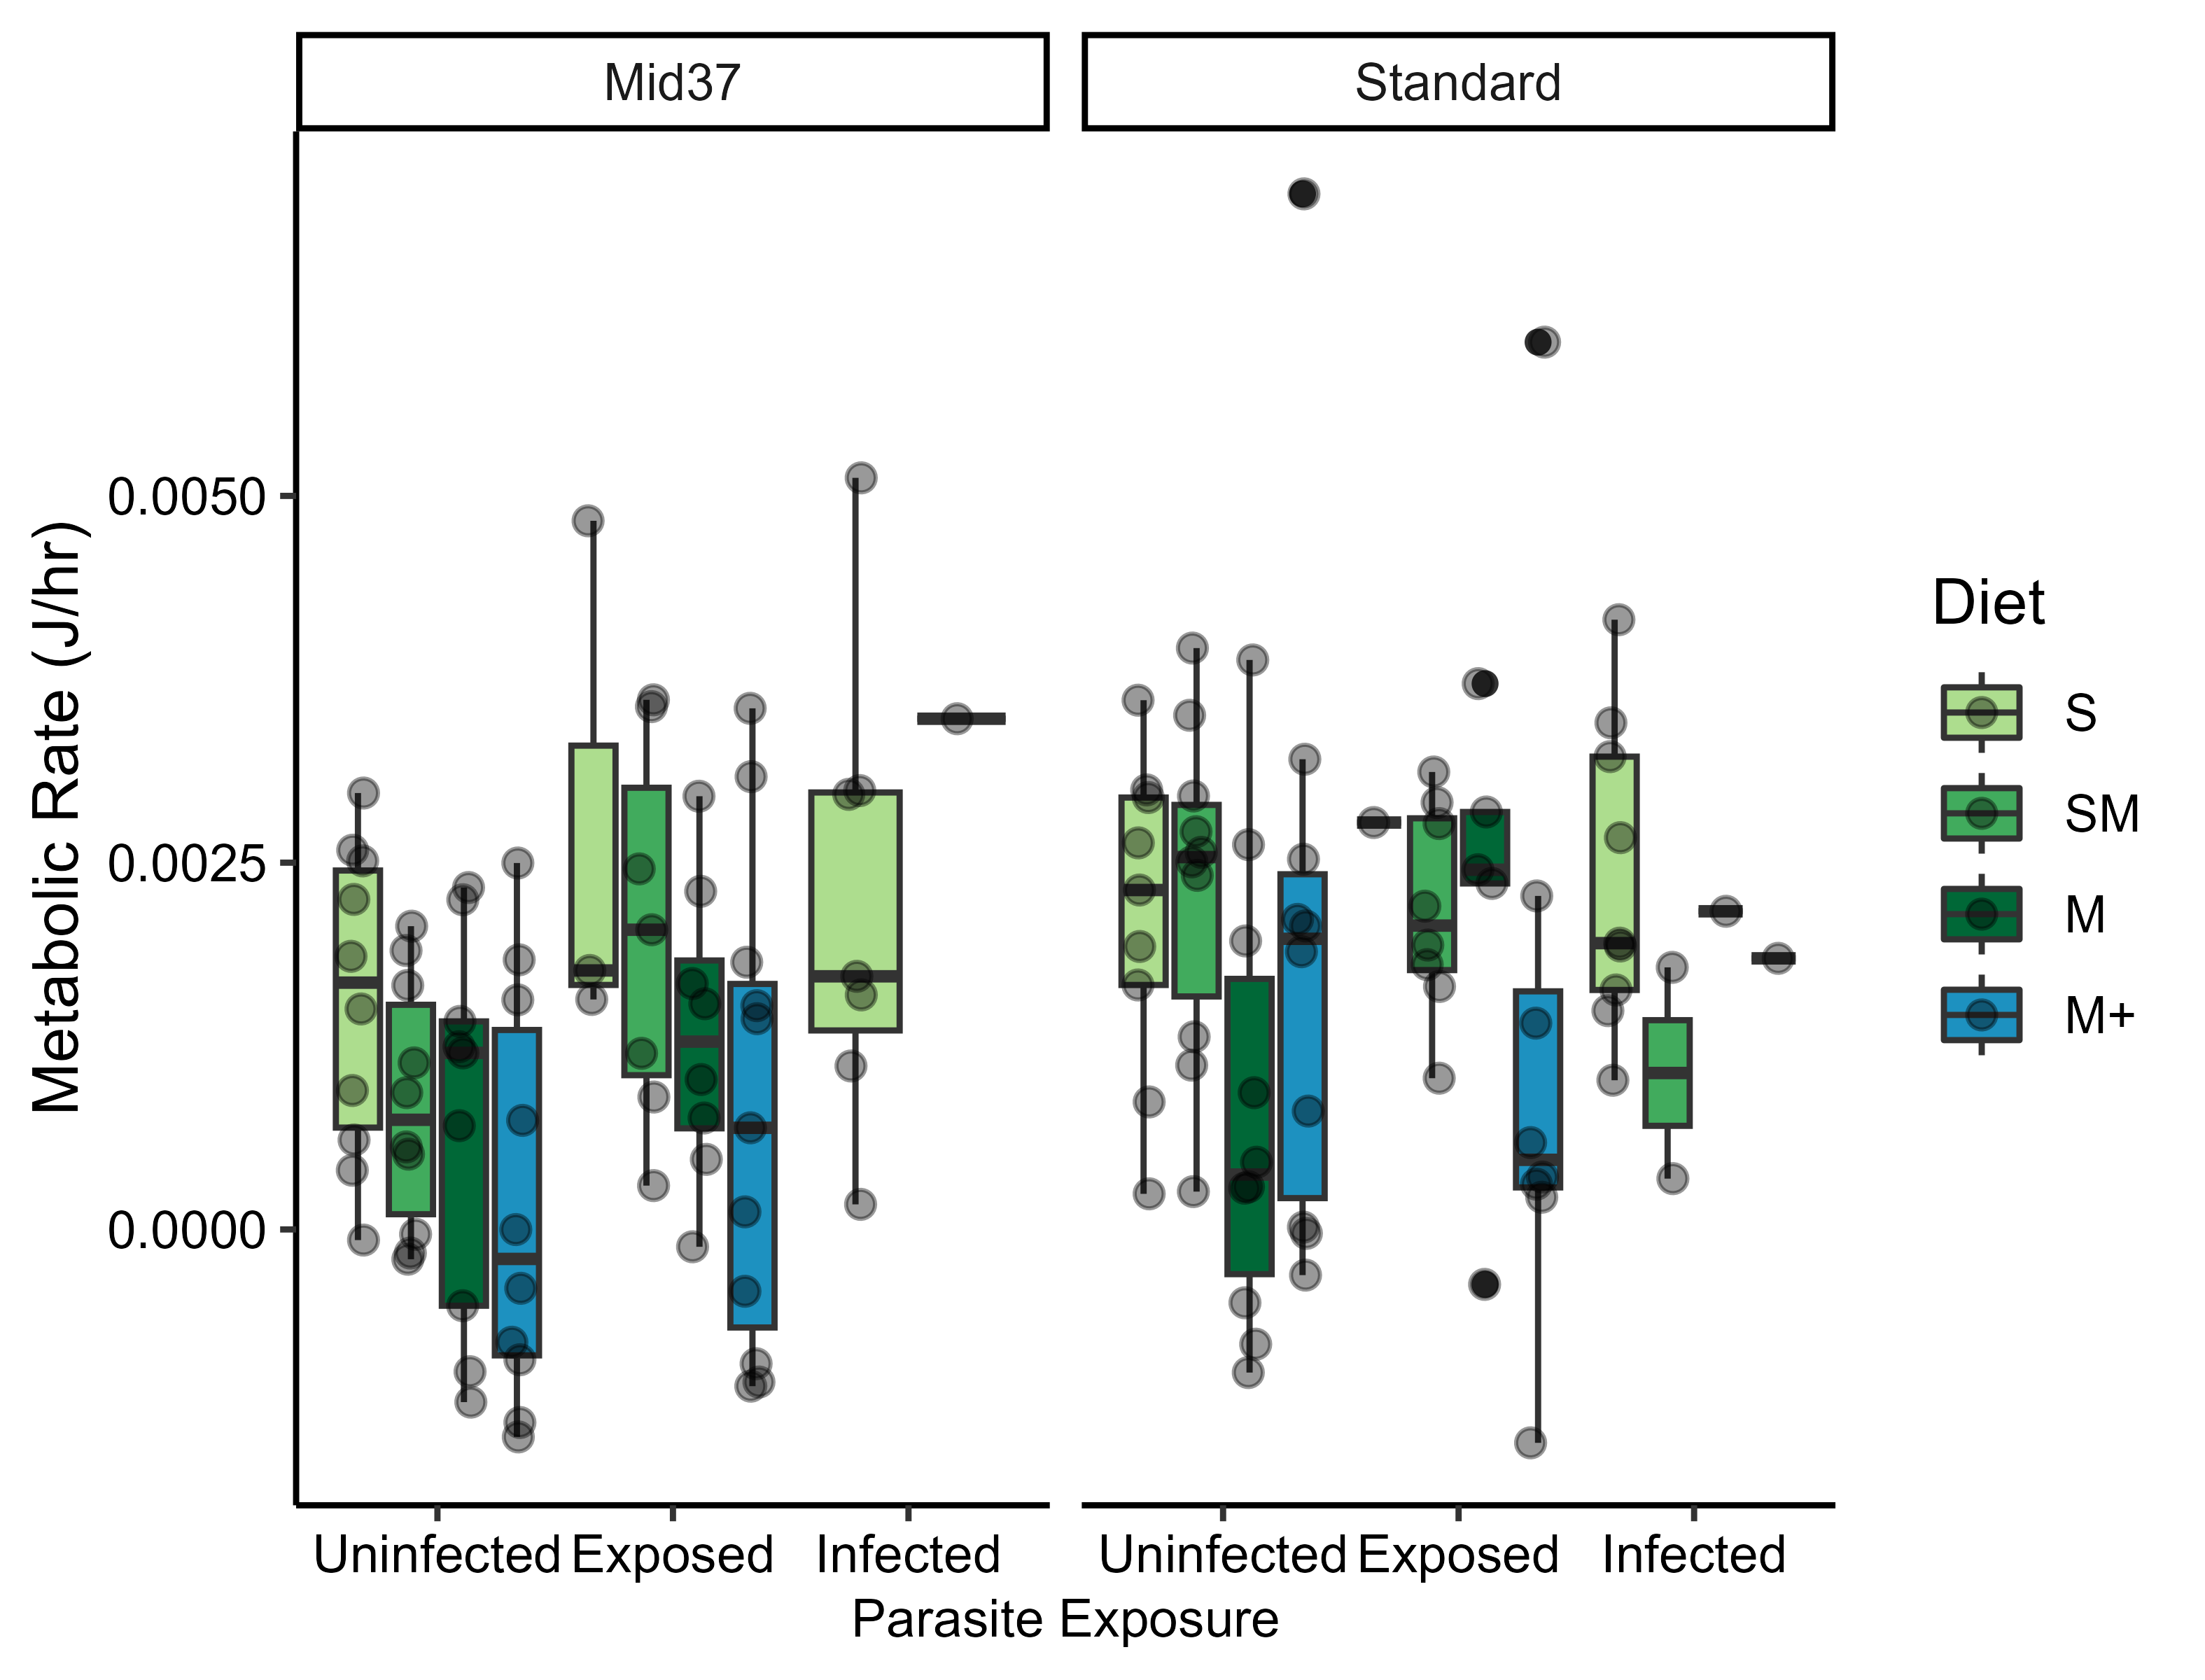 Mid37
Standard
Metabolic Rate (J/hr)
0.0050
0.0025
0.0000
Uninfected Exposed Infected
Uninfected Exposed Infected
Parasite Exposure
Diet
S
SM
M
M+